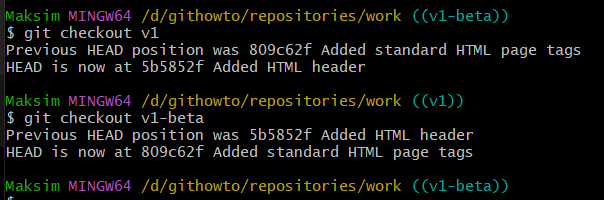 Maksim MINGW64 /d/githowto/repositories/work ((v1-beta))
$ git checkout v1
Previous HEAD position was 809c62f Added standard HTML page tags
HEAD is now at 5b5852f Added HTML header
Maksim MINGW64 /d/githowto/repositories/work ((v1))
$ git checkout v1-beta
Previous HEAD position was 5b5852f Added HTML header
HEAD is now at 809c62f Added standard HTML page tags
Maksim MINGW64 /d/githowto/repositories/work ((v1-beta))
$